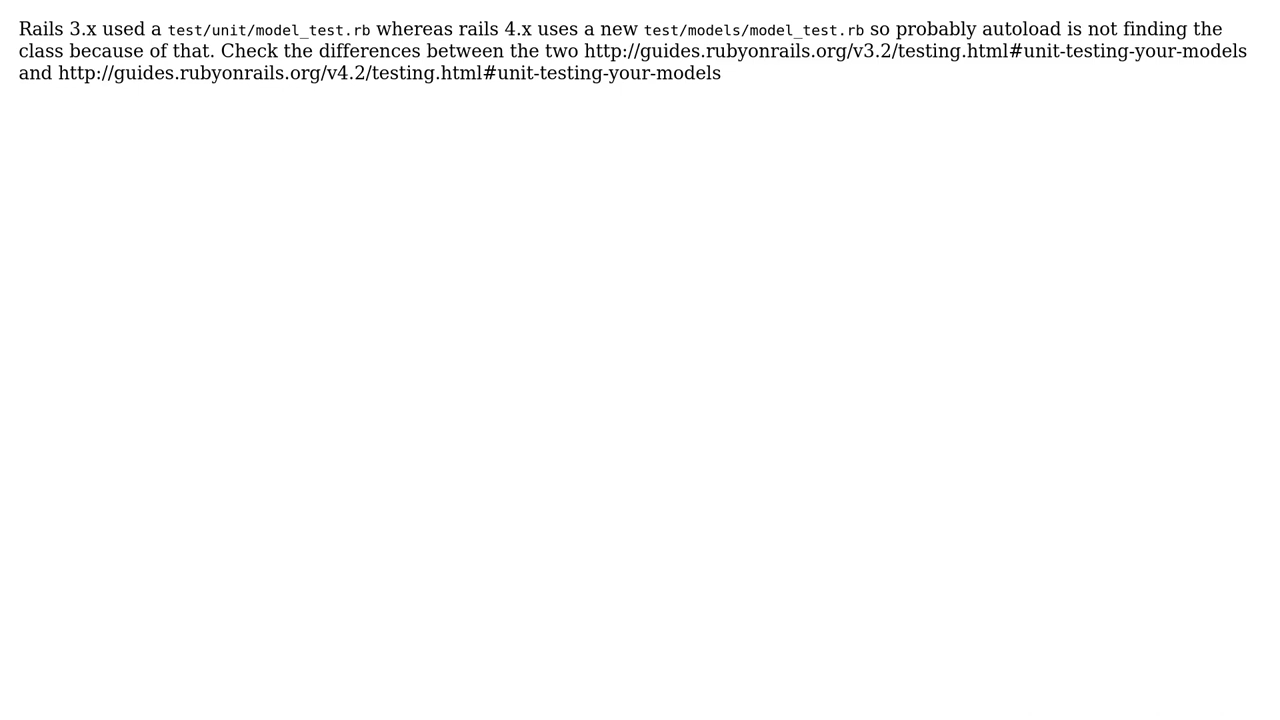 Rails 3.x used a test/unit/model_test.rb whereas rails 4.x uses a new test/models/model_test.rb so probably autoload is not finding the
class because of that. Check the differences between the two http://guides.rubyonrails.org/v3.2/testing.html#unit-testing-your-models
and http://guides.rubyonrails.org/v4.2/testing.html#unit-testing-your-models